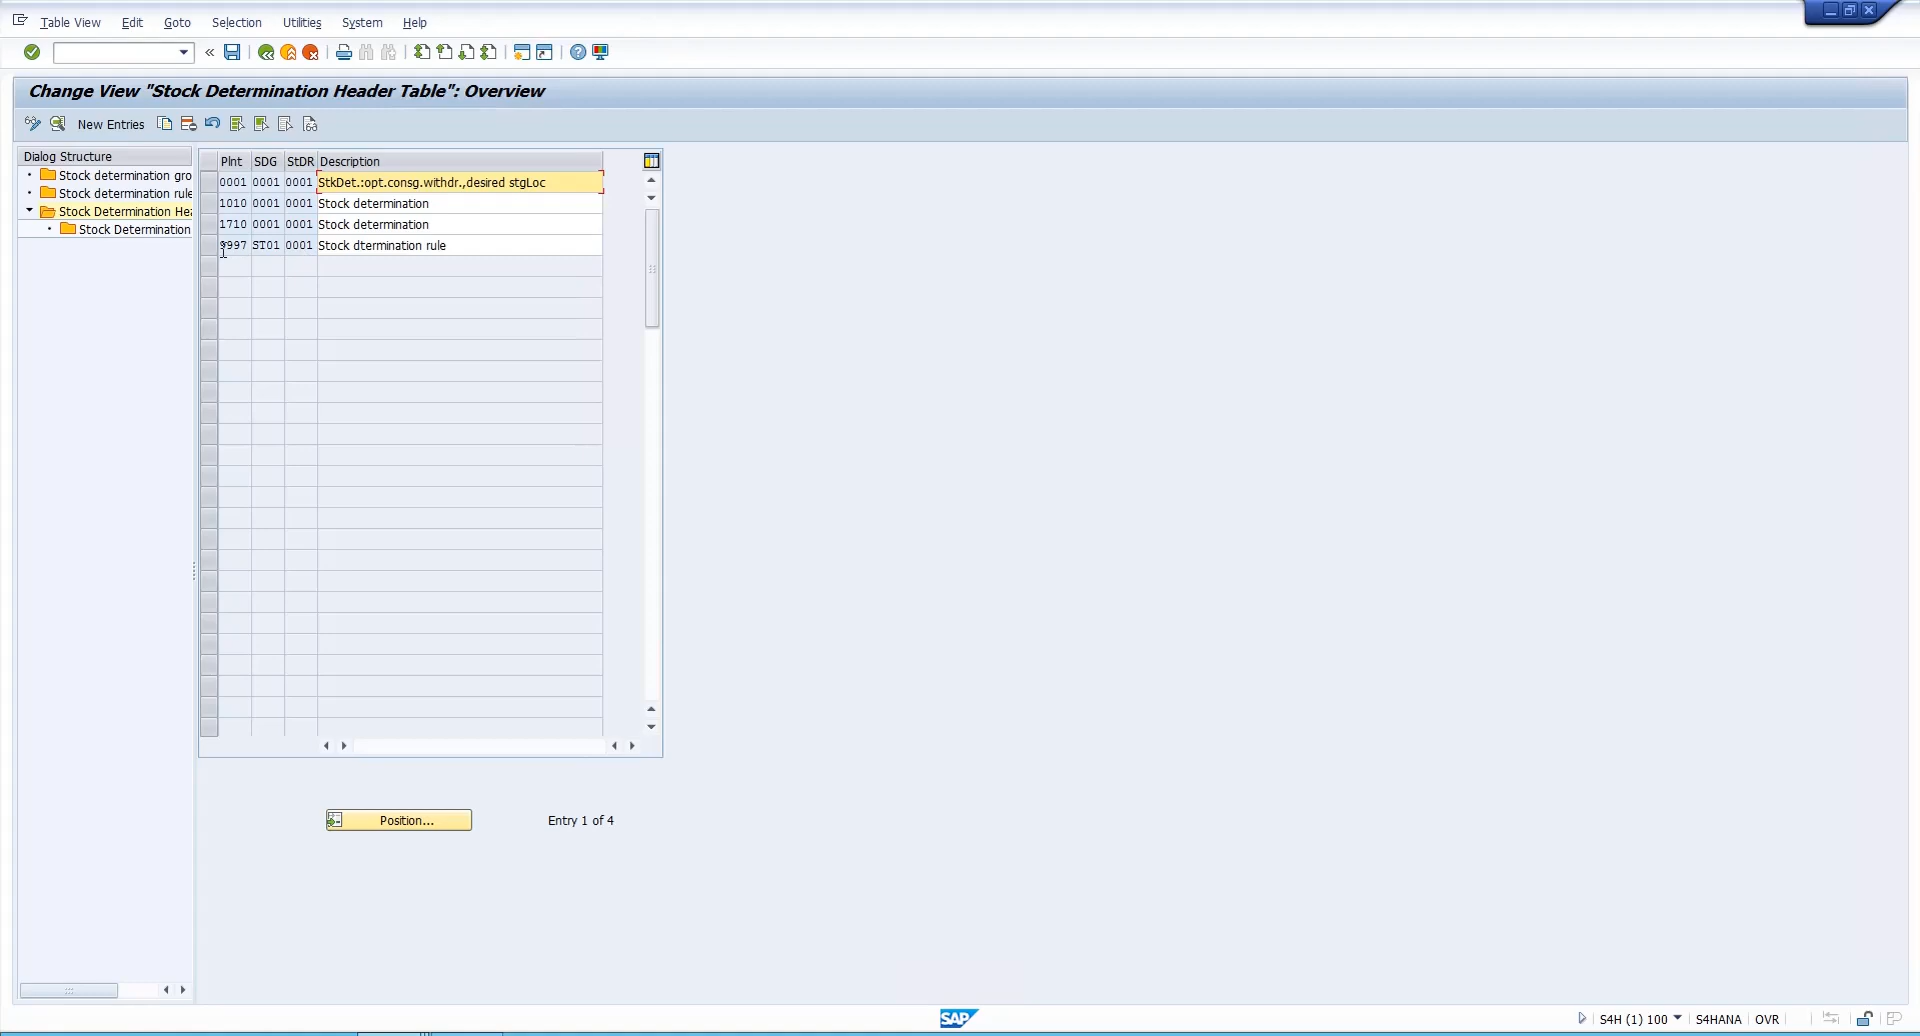 Table View Edit Goto Selection Utilities System Help
Change View "Stock Determination Header Table": Overview
New Entries
Dialog Structure
Stock determination gro
Stock determination rule
Stock Determination Hea
Stock Determination
Plnt SDG StDR Description
0001 0001 0001 StkDet.:opt.consg.withdr.,desired stgLoc
1010 0001 0001 Stock determination
1710 0001 0001 Stock determination
9997 ST01 0001 Stock dtermination rule
Position... Entry 1 of 4
SAP
S4H (1) 100 S4HANA OVR